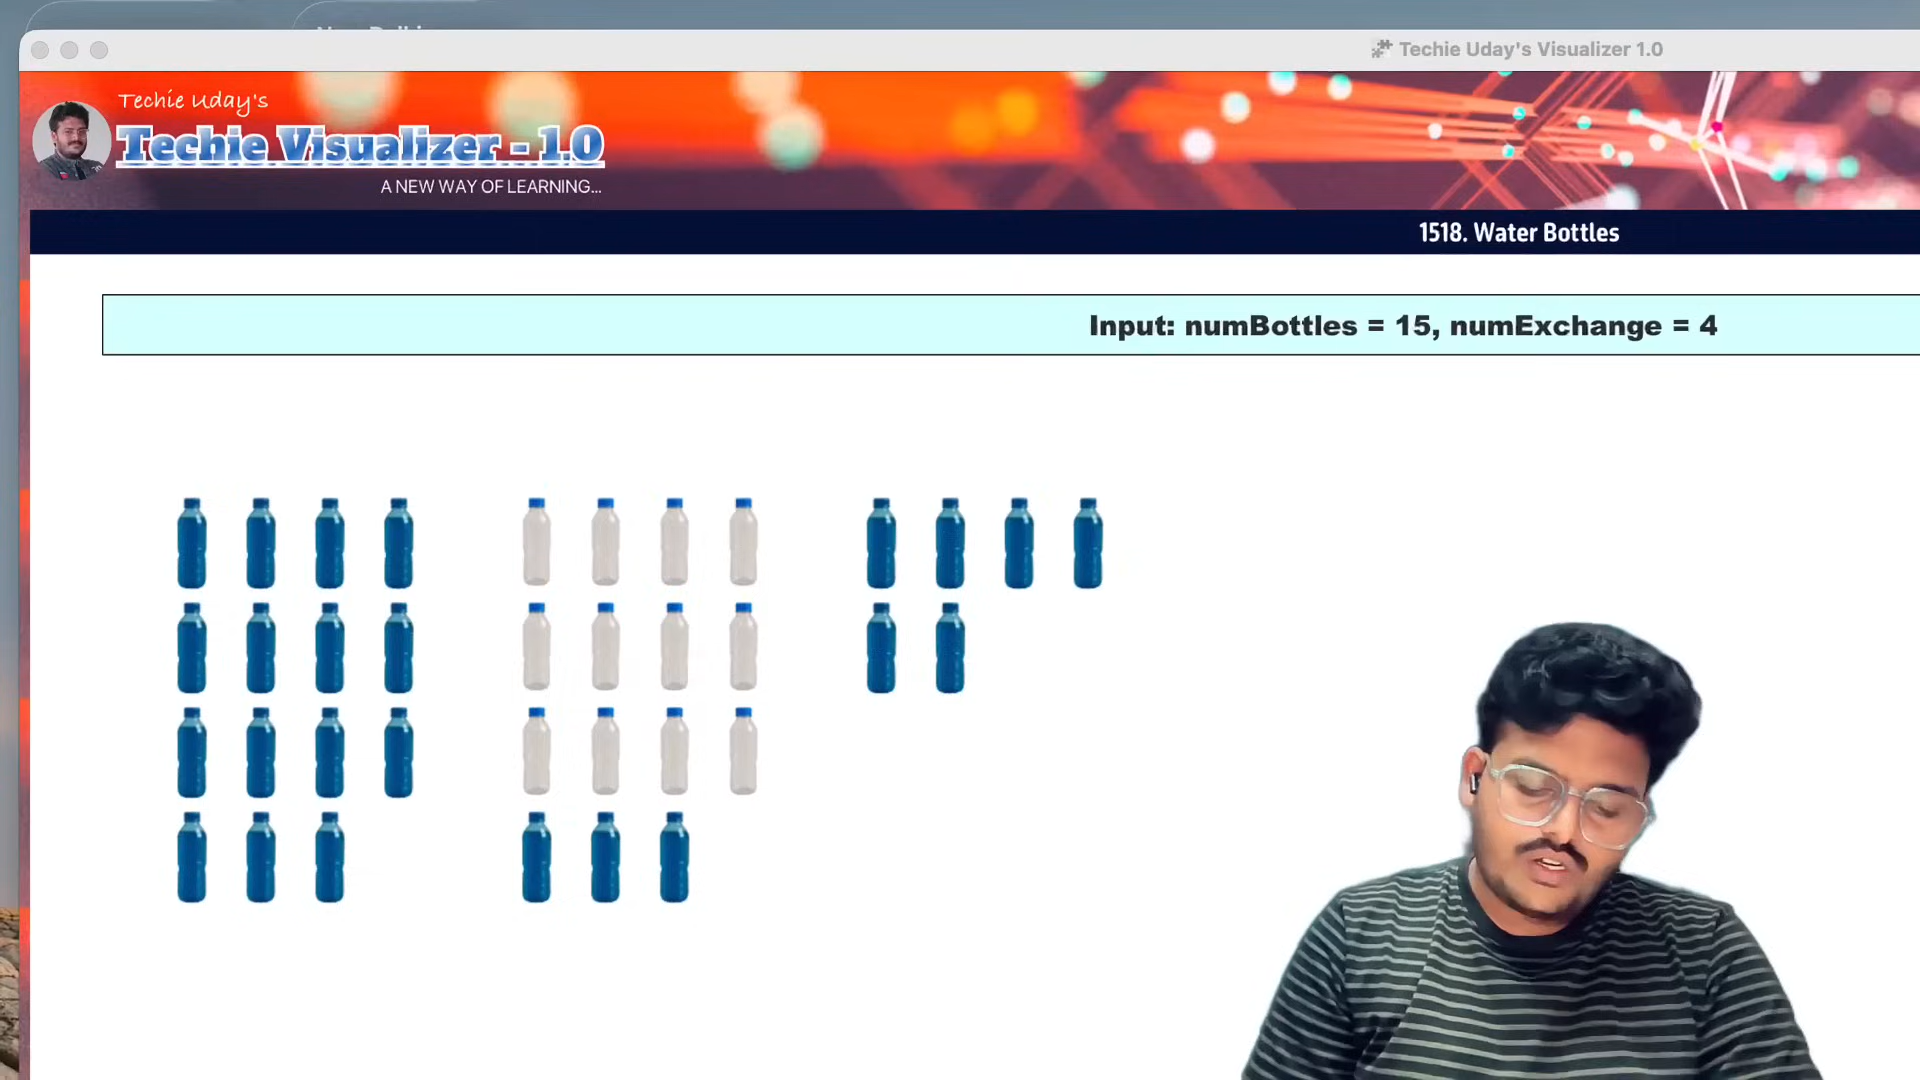 Techie Uday's Visualizer 1.0
Techie Uday's
Techie Visualizer - 1.0
A NEW WAY OF LEARNING...
1518. Water Bottles
Input: numBottles = 15, numExchange = 4